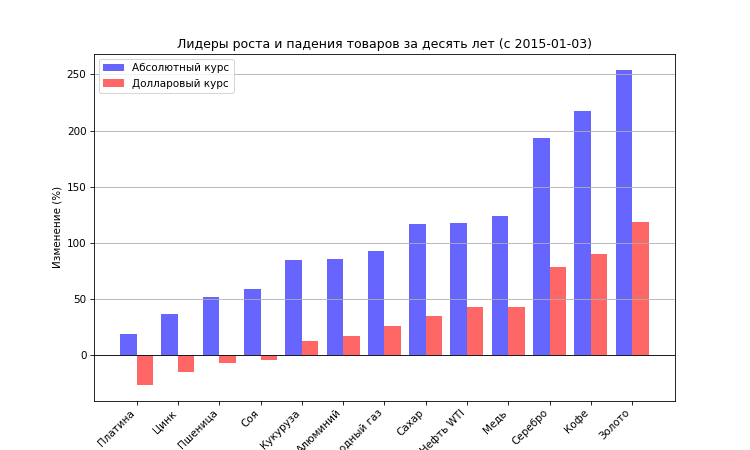 Лидеры роста и падения товаров за десять лет (с 2015-01-03)
Абсолютный курс
Долларовый курс
Изменение (%)
250
200
150
100
50
0
Платина
Цинк
Пшеница
Соя
Кукуруза
Алюминий
одный газ
Сахар
Нефть WTI
Медь
Серебро
Кофе
Золото